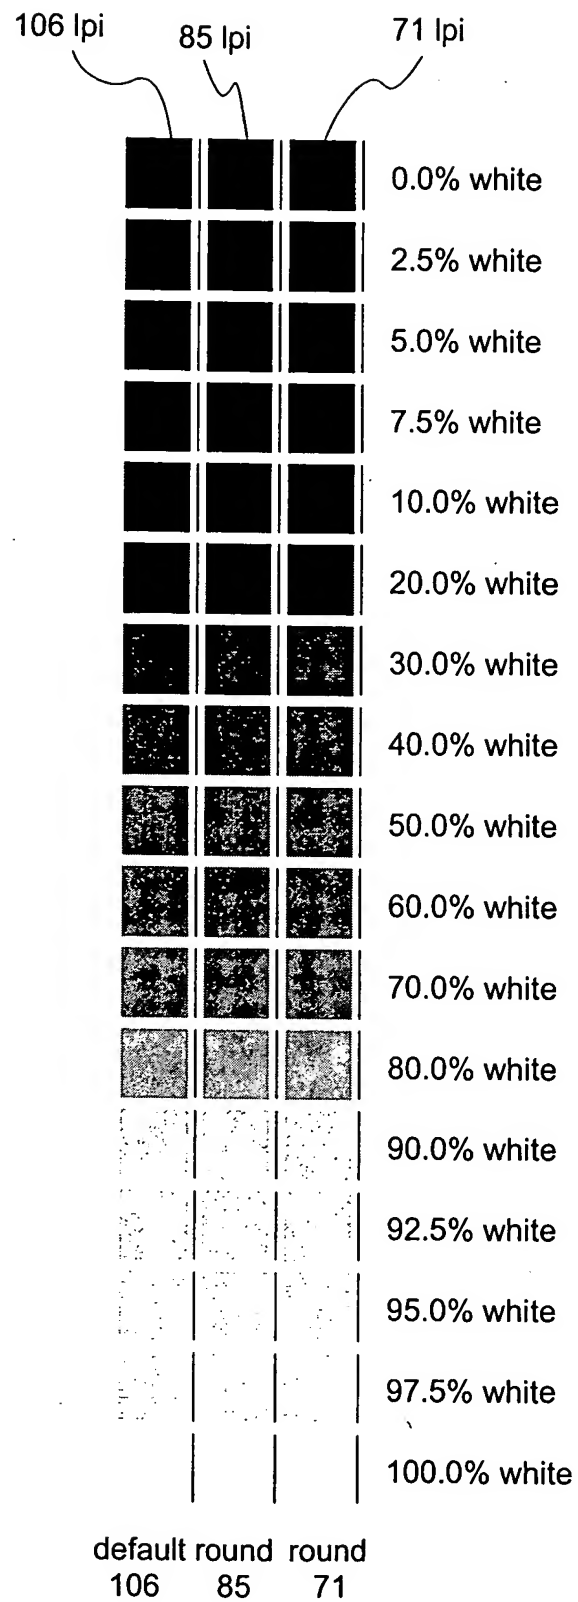 106 lpi 85 lpi 71 lpi
0.0% white
2.5% white
5.0% white
7.5% white
10.0% white
20.0% white
30.0% white
40.0% white
50.0% white
60.0% white
70.0% white
80.0% white
90.0% white
92.5% white
95.0% white
97.5% white
100.0% white
default round round
106 85 71